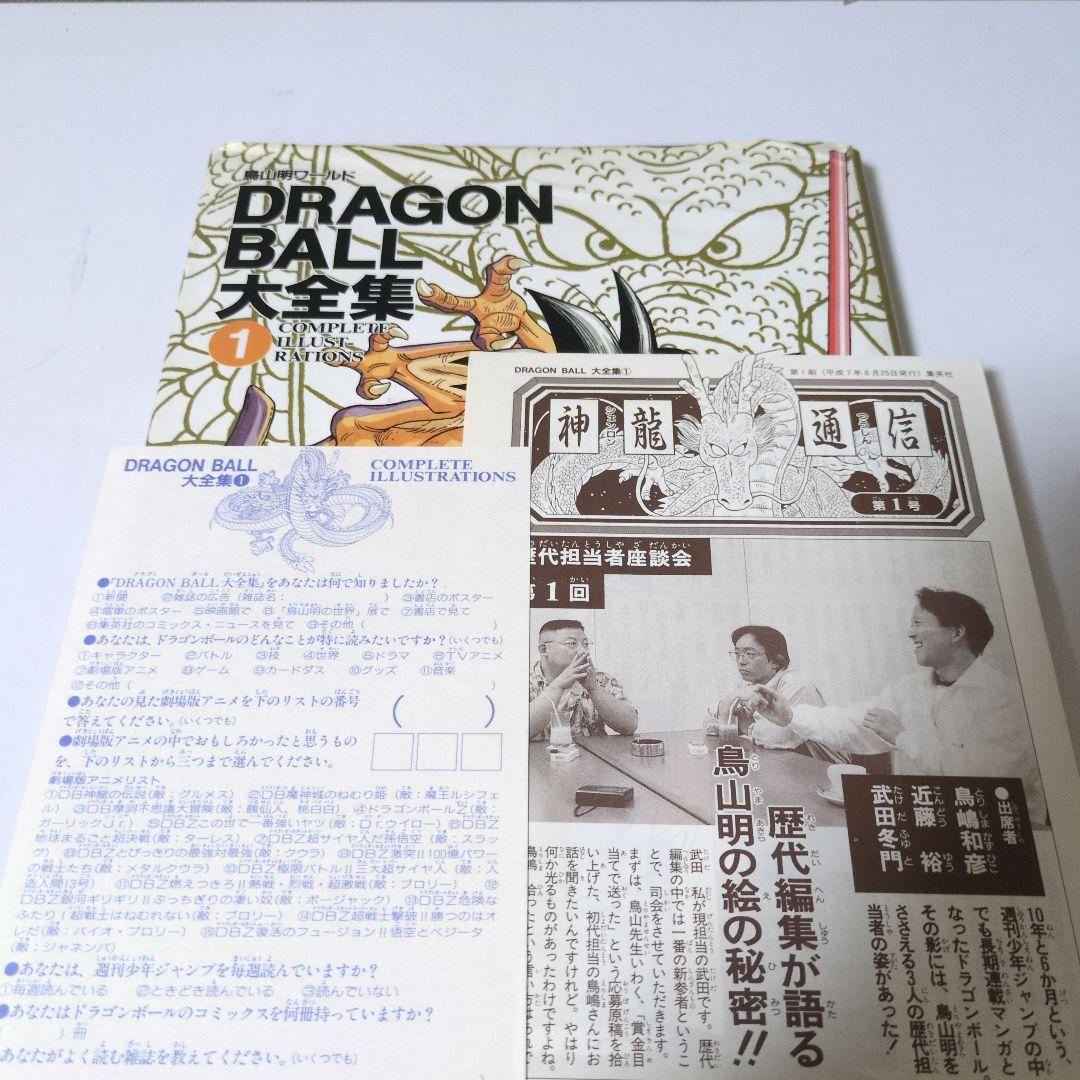 鳥山明ワールド
DRAGON
BALL
大全集
1
COMPLETE
ILLUST-
RATIONS
DRAGON BALL 大全集①
第1期(平成7年6月25日発行)集英社
神龍通信
シェンロン
つうしん
第1号
代担当者座談会
第1回
●出席者
鳥嶋和彦
近藤 裕
武田冬門
歴代編集が語る
鳥山明の絵の秘密!!
10年と6か月という、
週刊少年ジャンプの中
でも長期連載マンガと
なったドラゴンボール。
その影には、鳥山明を
ささえる3人の歴代担
当者の姿があった!
武田 私が現担当の武田です。歴代
編集の中では一番の新参者というこ
とで、司会をさせていただきます。
まずは、鳥山先生いわく、「賞金目
当てで送った」という応募原稿を拾
い上げた、初代担当の鳥嶋さんにお
話を聞きたいんですけれど。やはり
何か光るものがあったわけですよね。
鳥嶋 拾ったという言い方はあれで
DRAGON BALL
大全集❶
COMPLETE
ILLUSTRATIONS
●『DRAGON BALL大全集』をあなたは何で知りましたか?
①新聞 ②雑誌の広告(雑誌名: ) ③書店のポスター
④電車のポスター ⑤映画館で ⑥「鳥山明の世界」展で ⑦書店で見て
⑧集英社のコミックス・ニュースを見て ⑨その他( )
●あなたは、ドラゴンボールのどんなことが特に読みたいですか?(いくつでも)
①キャラクター ②バトル ③技 ④世界 ⑤ドラマ ⑥TVアニメ
⑦劇場版アニメ ⑧ゲーム ⑨カードダス ⑩グッズ ⑪音楽
⑫その他( )
●あなたの見た劇場版アニメを下のリストの番号
で答えてください。(いくつでも)
( )
●劇場版アニメの中でおもしろかったと思うもの
を、下のリストから三つまで選んでください。
劇場版アニメリスト
①DB神龍の伝説(敵:グルメス) ②DB魔神城のねむり姫(敵:魔王ルシフェ
ル) ③DB摩訶不思議大冒険(敵:鶴仙人、桃白白) ④ドラゴンボールZ(敵:
ガーリックJr.) ⑤DBZこの世で一番強いヤツ(敵:Dr.ウイロー) ⑥DBZ
地球まるごと超決戦(敵:ターレス) ⑦DBZ超サイヤ人だ孫悟空(敵:スラッ
グ) ⑧DBZとびっきりの最強対最強(敵:クウラ) ⑨DBZ激突!!100億パワー
の戦士たち(敵:メタルクウラ) ⑩DBZ極限バトル!!三大超サイヤ人(敵:人
造人間13号) ⑪DBZ燃えつきろ!!熱戦・烈戦・超激戦(敵:ブロリー) ⑫
DBZ銀河ギリギリ!!ぶっちぎりの凄い奴(敵:ボージャック) ⑬DBZ危険な
ふたり!超戦士はねむれない(敵:ブロリー) ⑭DBZ超戦士撃破!!勝つのはオ
レだ(敵:バイオ・ブロリー) ⑮DBZ復活のフュージョン!!悟空とベジータ
(敵:ジャネンバ)
●あなたは、週刊少年ジャンプを毎週読んでいますか?
①毎週読んでいる ②ときどき読んでいる ③読んでいない
●あなたはドラゴンボールのコミックスを何冊持っていますか?
( )冊
あなたがよく読む雑誌を教えてください。(いくつでも)